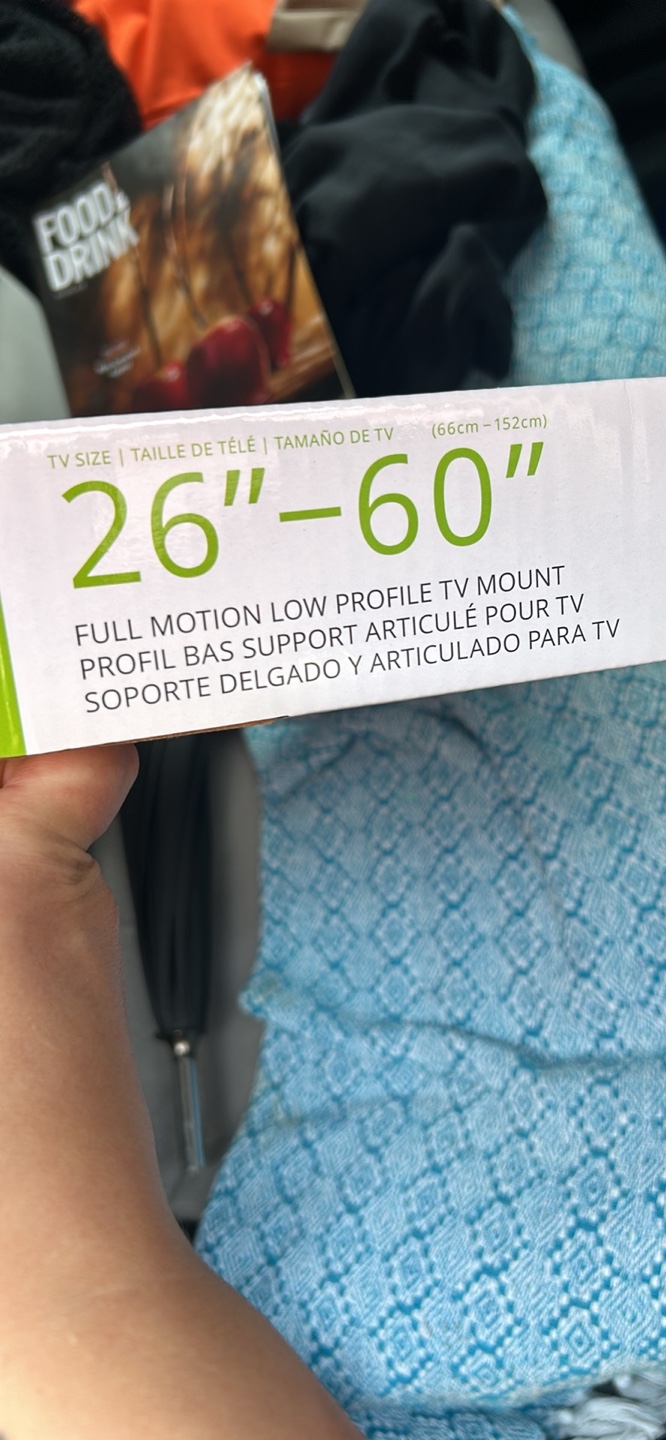 FOOD&
DRINK
TV SIZE | TAILLE DE TÉLÉ | TAMAÑO DE TV (66cm – 152cm)
26”–60”
FULL MOTION LOW PROFILE TV MOUNT
PROFIL BAS SUPPORT ARTICULÉ POUR TV
SOPORTE DELGADO Y ARTICULADO PARA TV